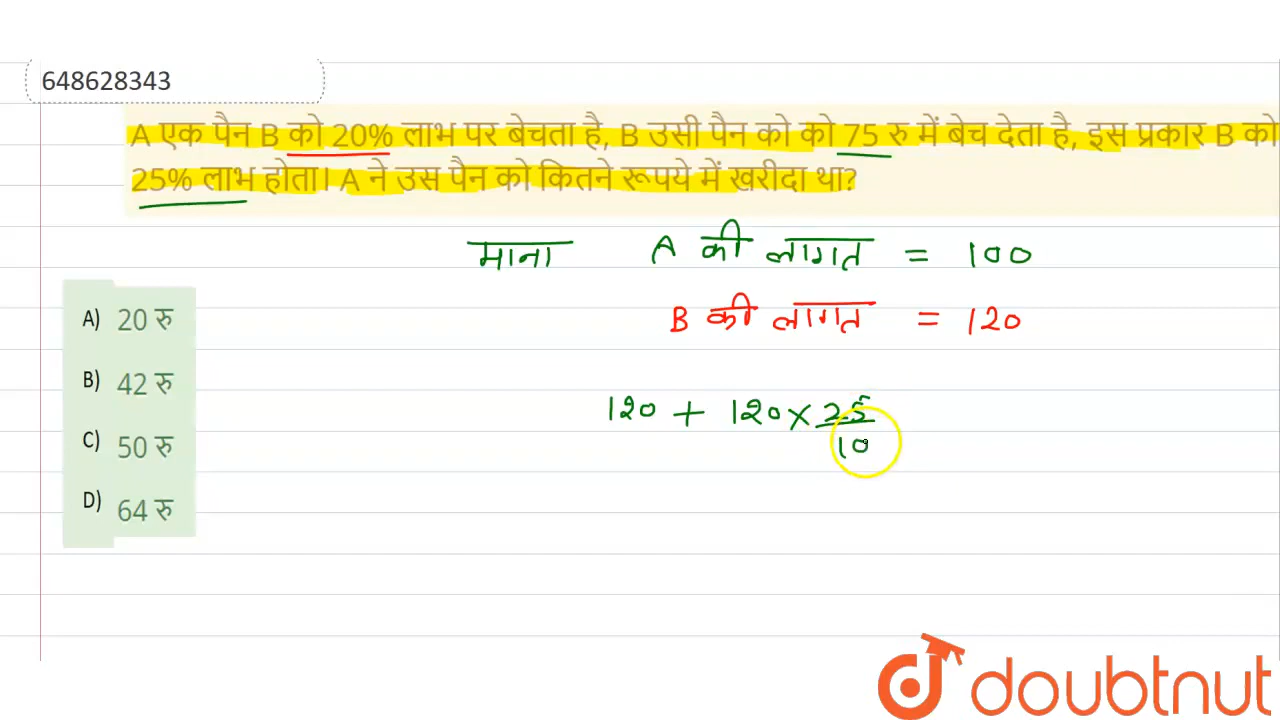 648628343
A एक पैन B को 20% लाभ पर बेचता है, B उसी पैन को को 75 रु में बेच देता है, इस प्रकार B को
25% लाभ होता। A ने उस पैन को कितने रूपये में खरीदा था?
माना A की लागत = 100
B की लागत = 120
120 + 120 × 25/10
A) 20 रु
B) 42 रु
C) 50 रु
D) 64 रु
doubtnut